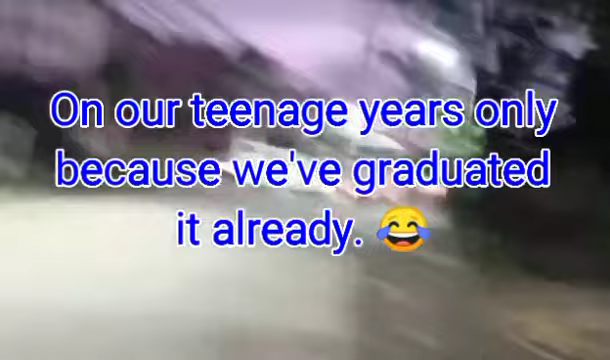 On our teenage years only
because we've graduated
it already. 😂